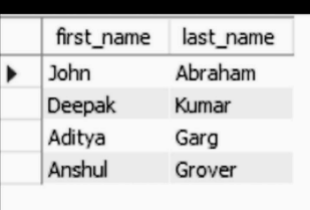 first_name last_name
John Abraham
Deepak Kumar
Aditya Garg
Anshul Grover